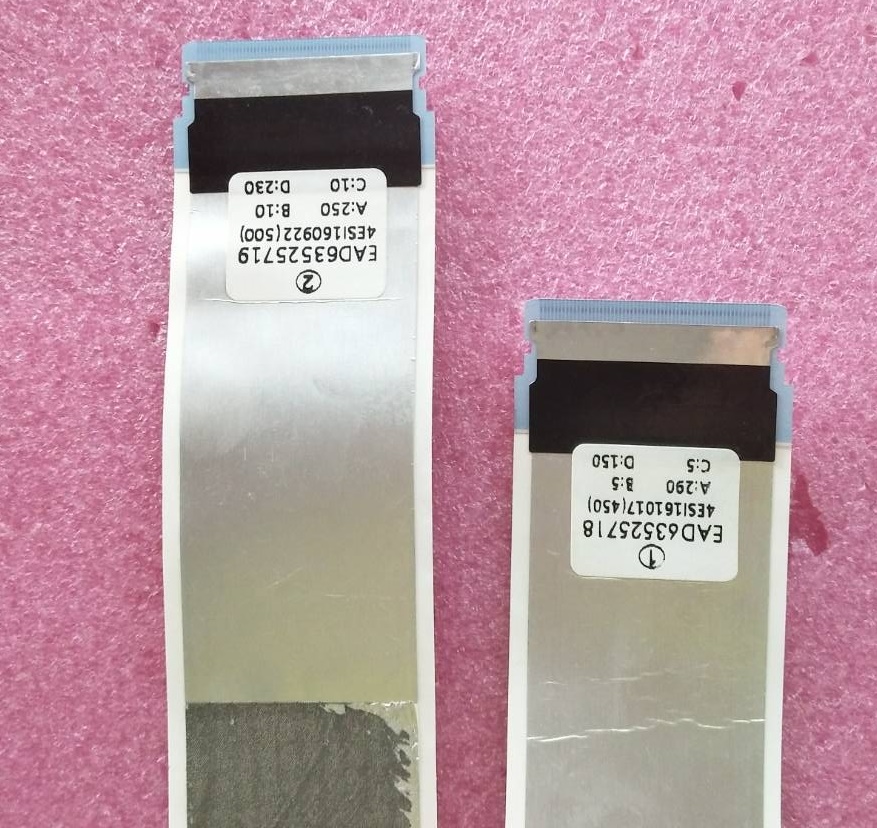 ②
EAD63525719
4ESI160922(500)
A:250 B:10
C:10 D:230
①
EAD63525718
4ESI161017(450)
A:290 B:5
C:5 D:150